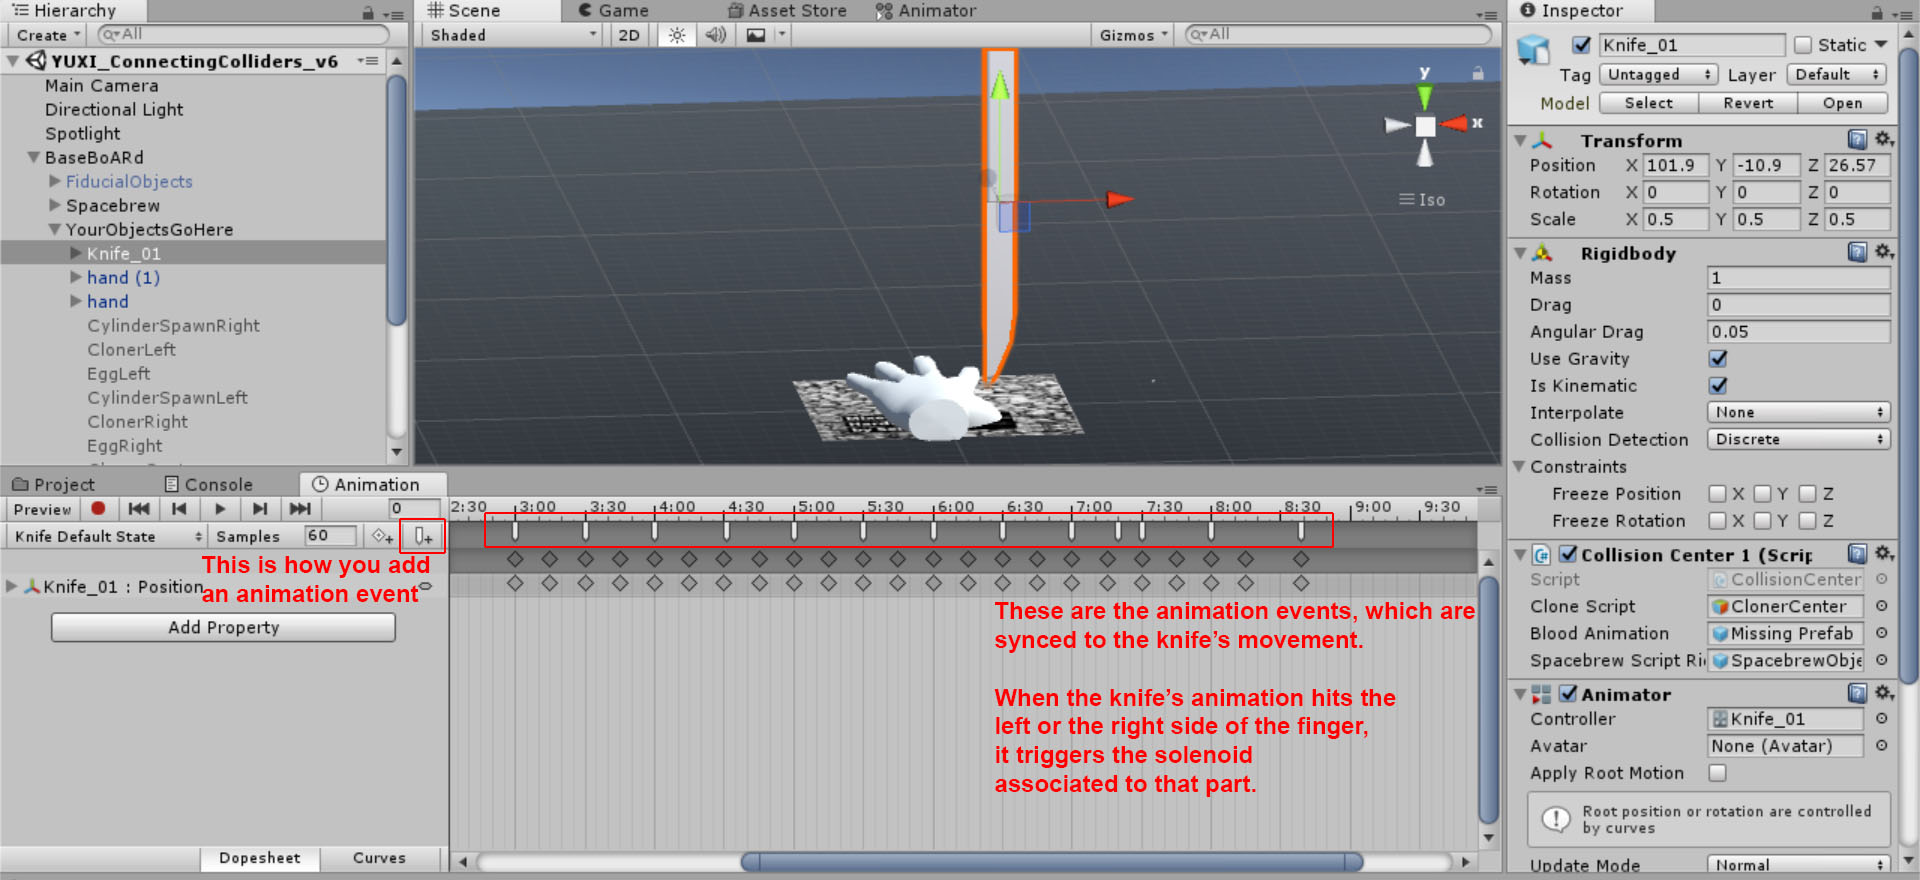 Hierarchy
Create
All
YUXI_ConnectingColliders_v6
Main Camera
Directional Light
Spotlight
BaseBoARd
FiducialObjects
Spacebrew
YourObjectsGoHere
Knife_01
hand (1)
hand
CylinderSpawnRight
ClonerLeft
EggLeft
CylinderSpawnLeft
ClonerRight
EggRight
Scene Game Asset Store Animator
Shaded 2D Gizmos All
y
x
Iso
Inspector
Knife_01 Static
Tag Untagged Layer Default
Model Select Revert Open
Transform
Position X 101.9 Y -10.9 Z 26.57
Rotation X 0 Y 0 Z 0
Scale X 0.5 Y 0.5 Z 0.5
Rigidbody
Mass 1
Drag 0
Angular Drag 0.05
Use Gravity
Is Kinematic
Interpolate None
Collision Detection Discrete
Constraints
Freeze Position X Y Z
Freeze Rotation X Y Z
Collision Center 1 (Scrip
Script CollisionCenter
Clone Script ClonerCenter
Blood Animation Missing Prefab
Spacebrew Script Ri SpacebrewObje
Animator
Controller Knife_01
Avatar None (Avatar)
Apply Root Motion
Root position or rotation are controlled
by curves
Update Mode Normal
Project Console Animation
Preview 0
2:30 3:00 3:30 4:00 4:30 5:00 5:30 6:00 6:30 7:00 7:30 8:00 8:30 9:00 9:30
Knife Default State Samples 60
This is how you add
an animation event
Knife_01 : Position
Add Property
These are the animation events, which are
synced to the knife’s movement.
When the knife’s animation hits the
left or the right side of the finger,
it triggers the solenoid
associated to that part.
Dopesheet Curves